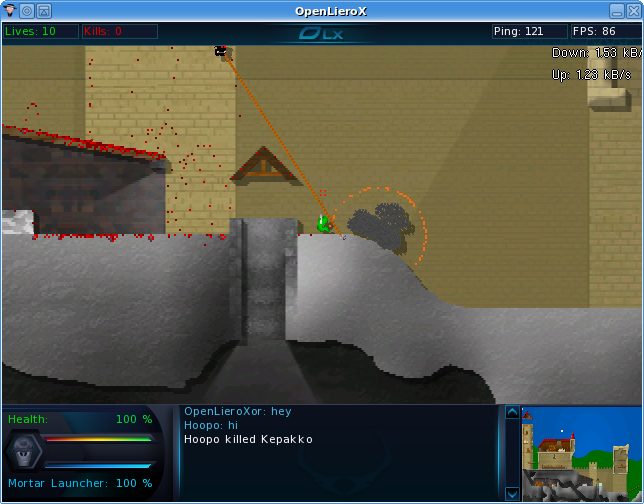 OpenLieroX
Lives: 10 Kills: 0 OLX Ping: 121 FPS: 86
Down: 1.53 kB/
Up: 1.23 kB/s
Health: 100 %
Mortar Launcher: 100 %
OpenLieroXor: hey
Hoopo: hi
Hoopo killed Kepakko